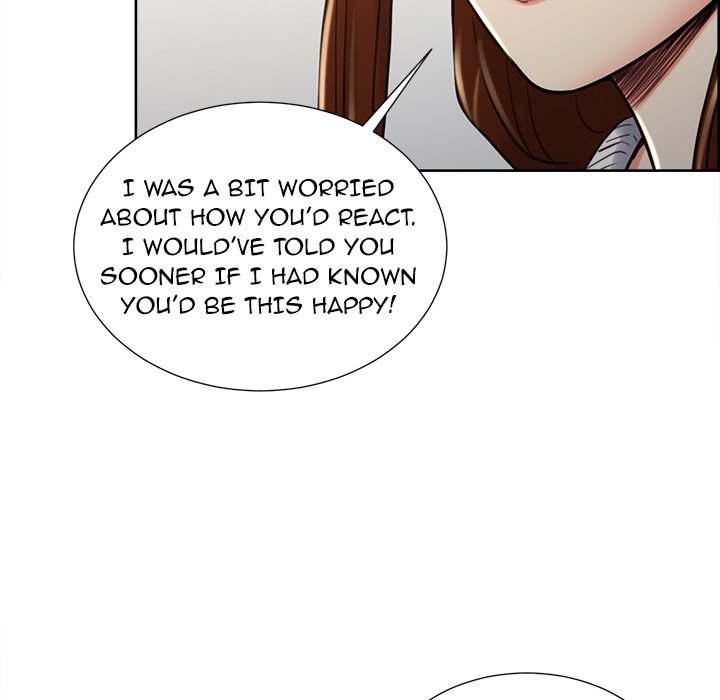 I WAS A BIT WORRIED
ABOUT HOW YOU'D REACT.
I WOULD'VE TOLD YOU
SOONER IF I HAD KNOWN
YOU'D BE THIS HAPPY!